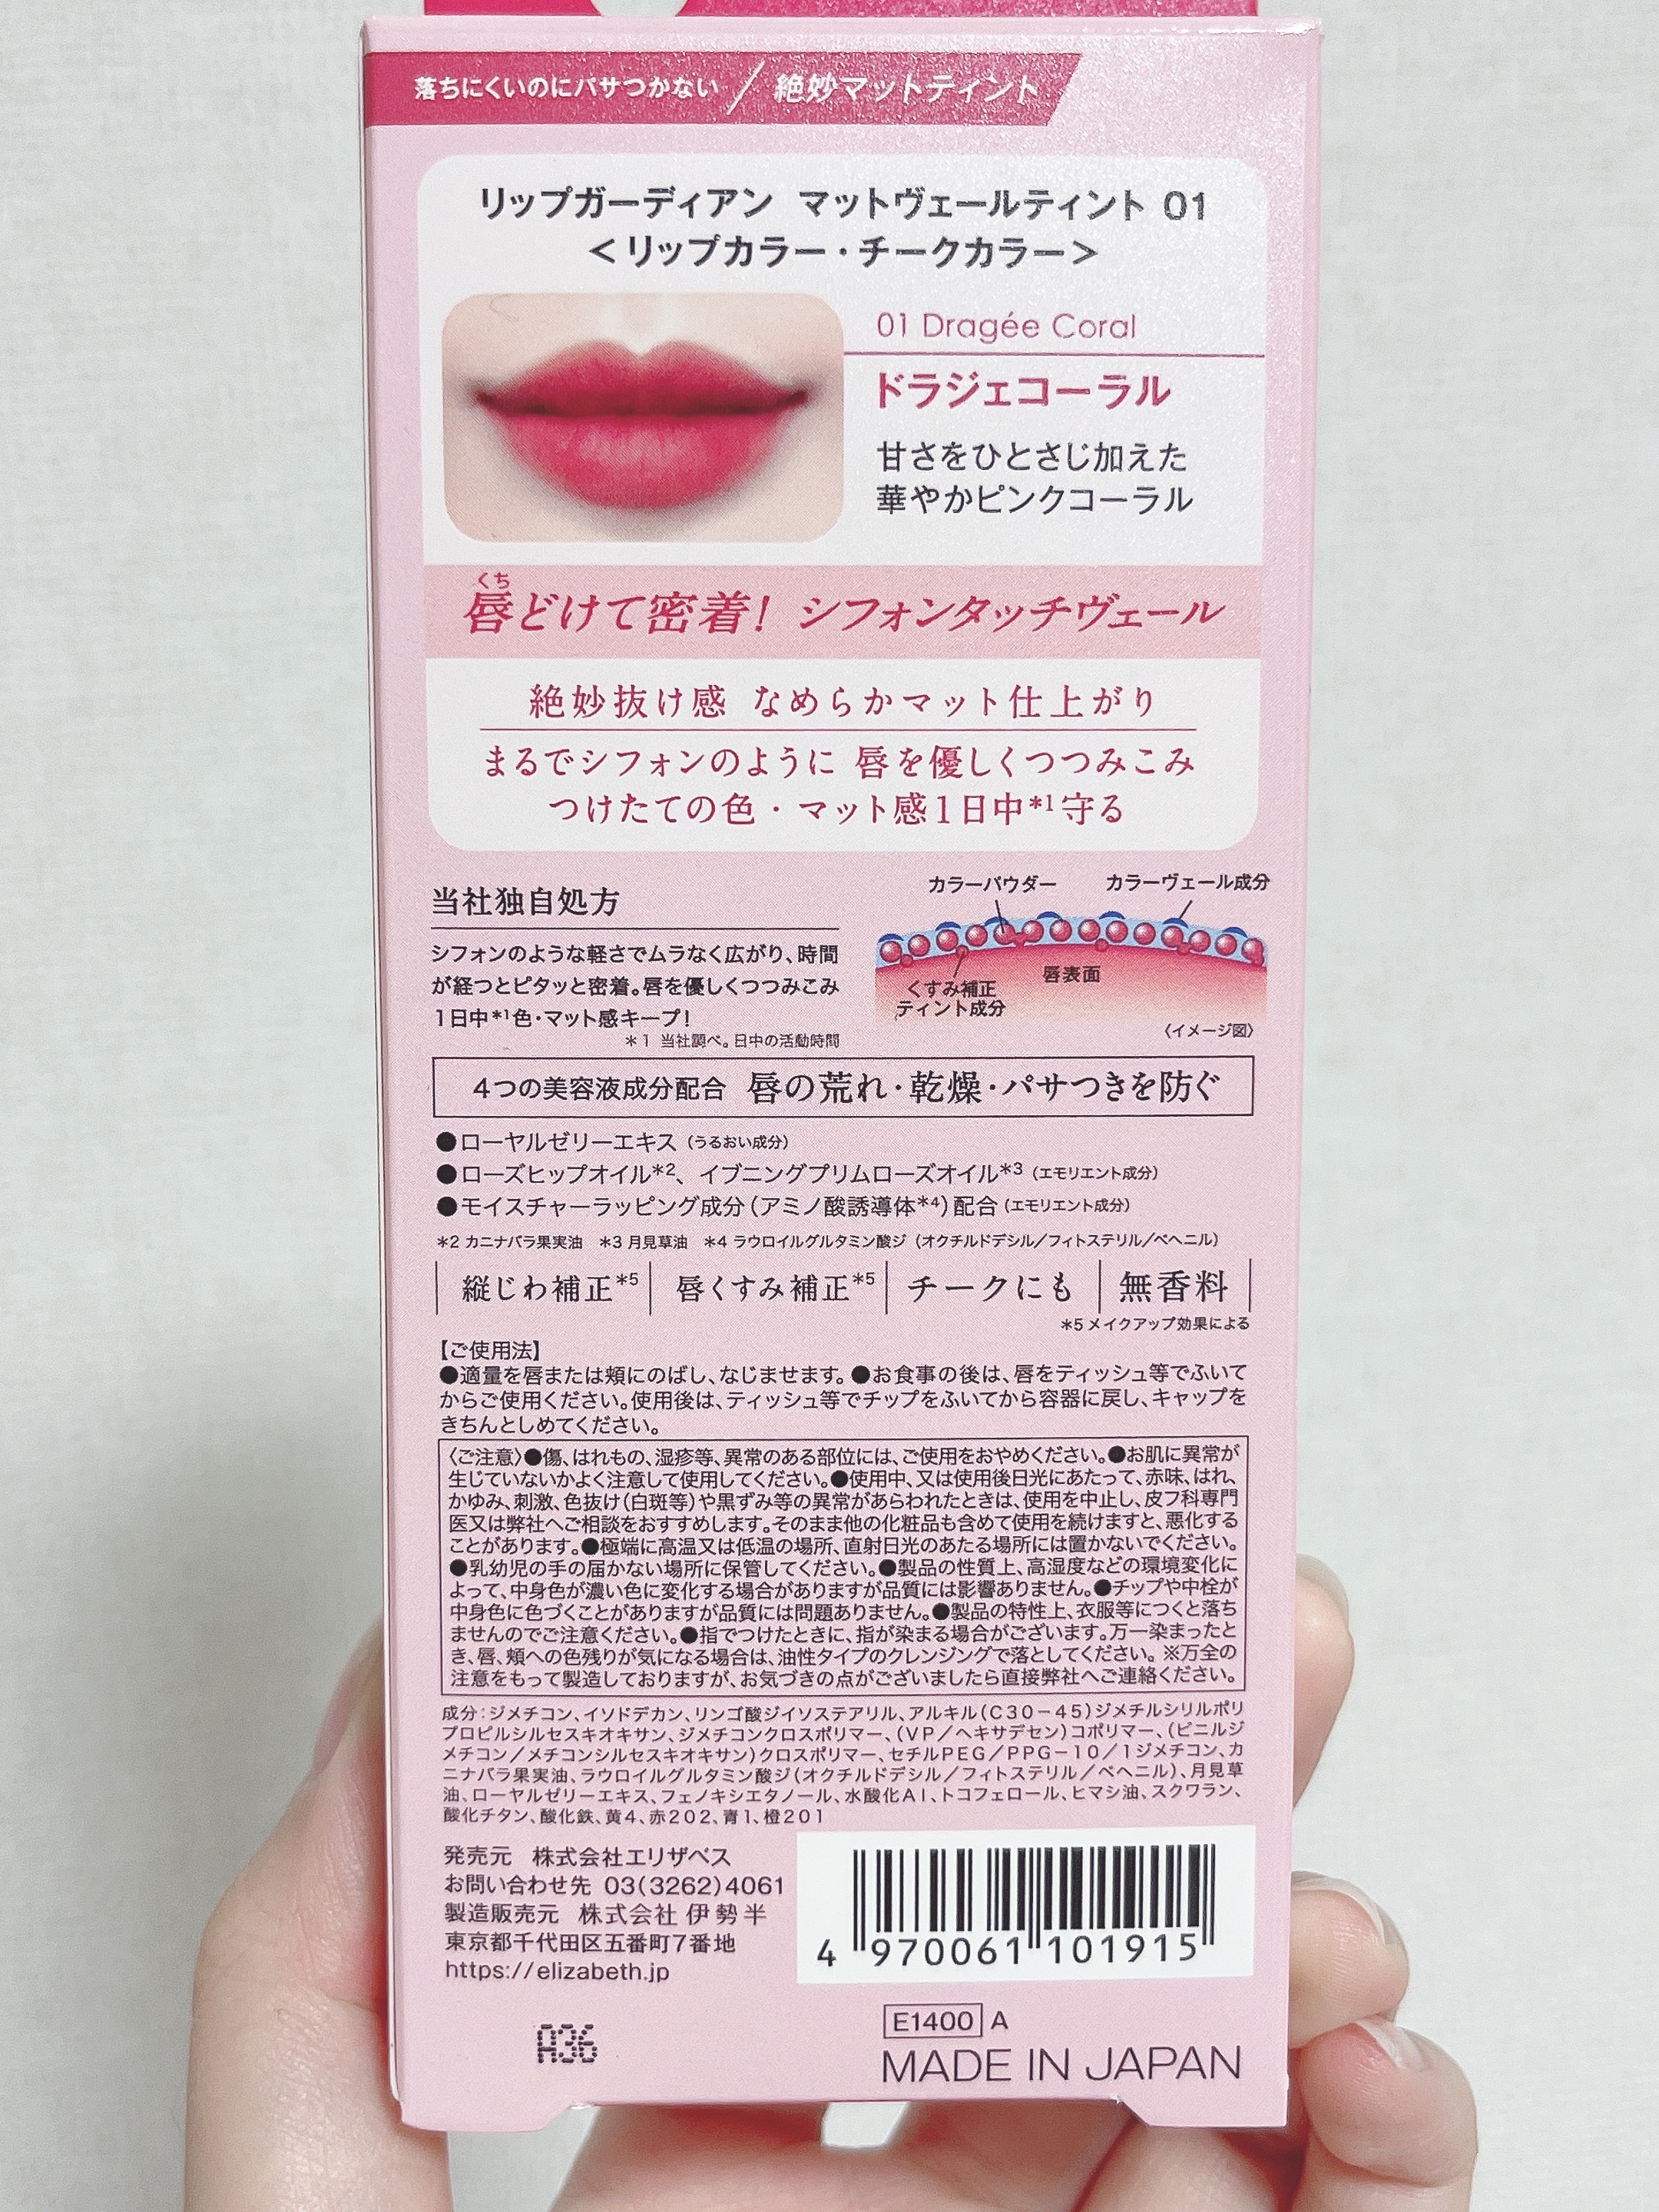 落ちにくいのにパサつかない / 絶妙マットティント
リップガーディアン マットヴェールティント 01
<リップカラー・チークカラー>
01 Dragée Coral
ドラジェコーラル
甘さをひとさじ加えた
華やかピンクコーラル
くち
唇どけて密着! シフォンタッチヴェール
絶妙抜け感 なめらかマット仕上がり
まるでシフォンのように 唇を優しくつつみこみ
つけたての色・マット感1日中*1守る
当社独自処方
シフォンのような軽さでムラなく広がり、時間
が経つとピタッと密着。唇を優しくつつみこみ
1日中*1色・マット感キープ!
*1 当社調べ。日中の活動時間
カラーパウダー カラーヴェール成分
くすみ補正
ティント成分
唇表面
〈イメージ図〉
4つの美容液成分配合 唇の荒れ・乾燥・パサつきを防ぐ
●ローヤルゼリーエキス(うるおい成分)
●ローズヒップオイル*2、イブニングプリムローズオイル*3(エモリエント成分)
●モイスチャーラッピング成分(アミノ酸誘導体*4)配合(エモリエント成分)
*2 カニナバラ果実油 *3 月見草油 *4 ラウロイルグルタミン酸ジ(オクチルドデシル/フィトステリル/ベヘニル)
縦じわ補正*5 唇くすみ補正*5 チークにも 無香料
*5 メイクアップ効果による
【ご使用法】
●適量を唇または頬にのばし、なじませます。●お食事の後は、唇をティッシュ等でふいて
からご使用ください。使用後は、ティッシュ等でチップをふいてから容器に戻し、キャップを
きちんとしめてください。
〈ご注意〉●傷、はれもの、湿疹等、異常のある部位には、ご使用をおやめください。●お肌に異常が
生じていないかよく注意して使用してください。●使用中、又は使用後日光にあたって、赤味、はれ、
かゆみ、刺激、色抜け(白斑等)や黒ずみ等の異常があらわれたときは、使用を中止し、皮フ科専門
医又は弊社へご相談をおすすめします。そのまま他の化粧品も含めて使用を続けますと、悪化する
ことがあります。●極端に高温又は低温の場所、直射日光のあたる場所には置かないでください。
●乳幼児の手の届かない場所に保管してください。●製品の性質上、高湿度などの環境変化に
よって、中身色が濃い色に変化する場合がありますが品質には影響ありません。●チップや中栓が
中身色に色づくことがありますが品質には問題ありません。●製品の特性上、衣服等につくと落ち
ませんのでご注意ください。●指でつけたときに、指が染まる場合がございます。万一染まったと
き、唇、頬への色残りが気になる場合は、油性タイプのクレンジングで落としてください。※万全の
注意をもって製造しておりますが、お気づきの点がございましたら直接弊社へご連絡ください。
成分:ジメチコン、イソドデカン、リンゴ酸ジイソステアリル、アルキル(C30-45)ジメチルシリルポリ
プロピルシルセスキオキサン、ジメチコンクロスポリマー、(VP/ヘキサデセン)コポリマー、(ビニルジ
メチコン/メチコンシルセスキオキサン)クロスポリマー、セチルPEG/PPG-10/1ジメチコン、カ
ニナバラ果実油、ラウロイルグルタミン酸ジ(オクチルドデシル/フィトステリル/ベヘニル)、月見草
油、ローヤルゼリーエキス、フェノキシエタノール、水酸化Al、トコフェロール、ヒマシ油、スクワラン、
酸化チタン、酸化鉄、黄4、赤202、青1、橙201
発売元 株式会社エリザベス
お問い合わせ先 03(3262)4061
製造販売元 株式会社 伊勢半
東京都千代田区五番町7番地
https://elizabeth.jp
4 970061 101915
A36
E1400 A
MADE IN JAPAN